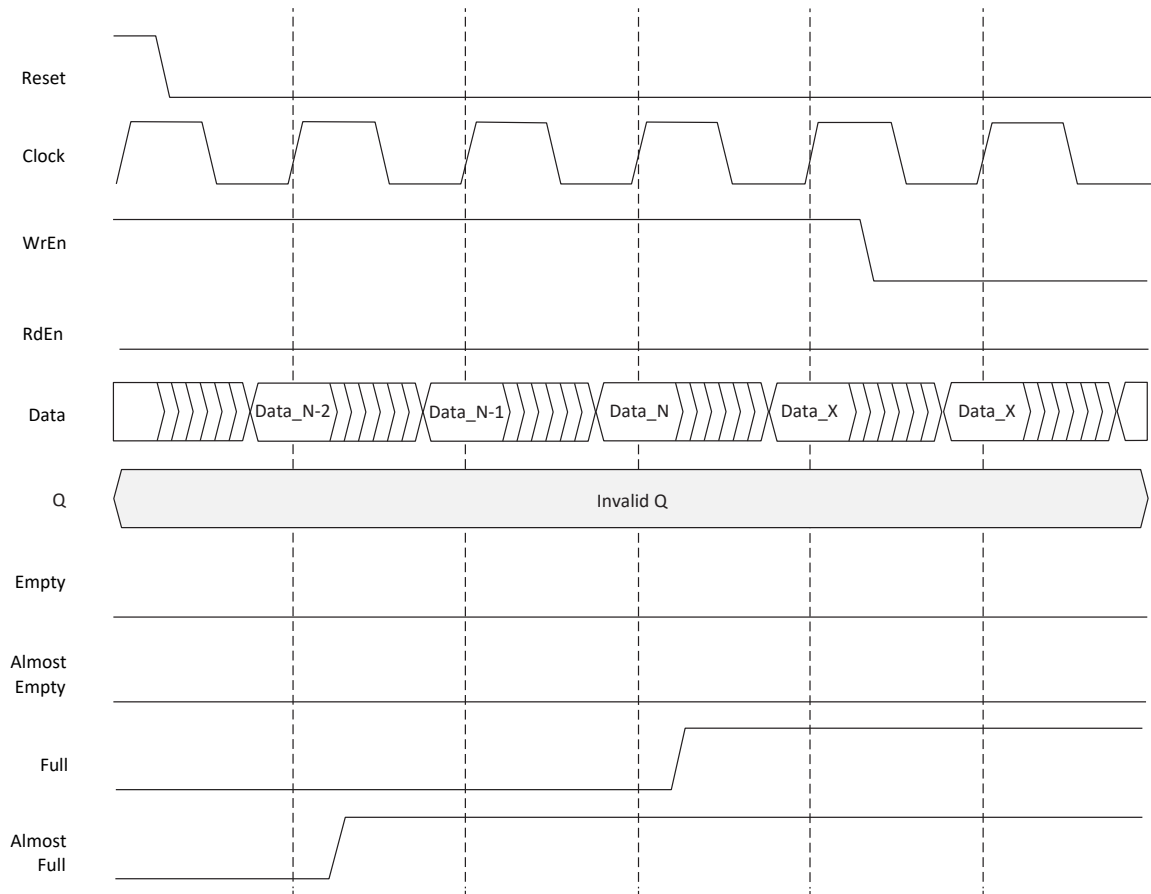 Reset
Clock
WrEn
RdEn
Data
Data_N-2
Data_N-1
Data_N
Data_X
Data_X
Q
Invalid Q
Empty
Almost
Empty
Full
Almost
Full